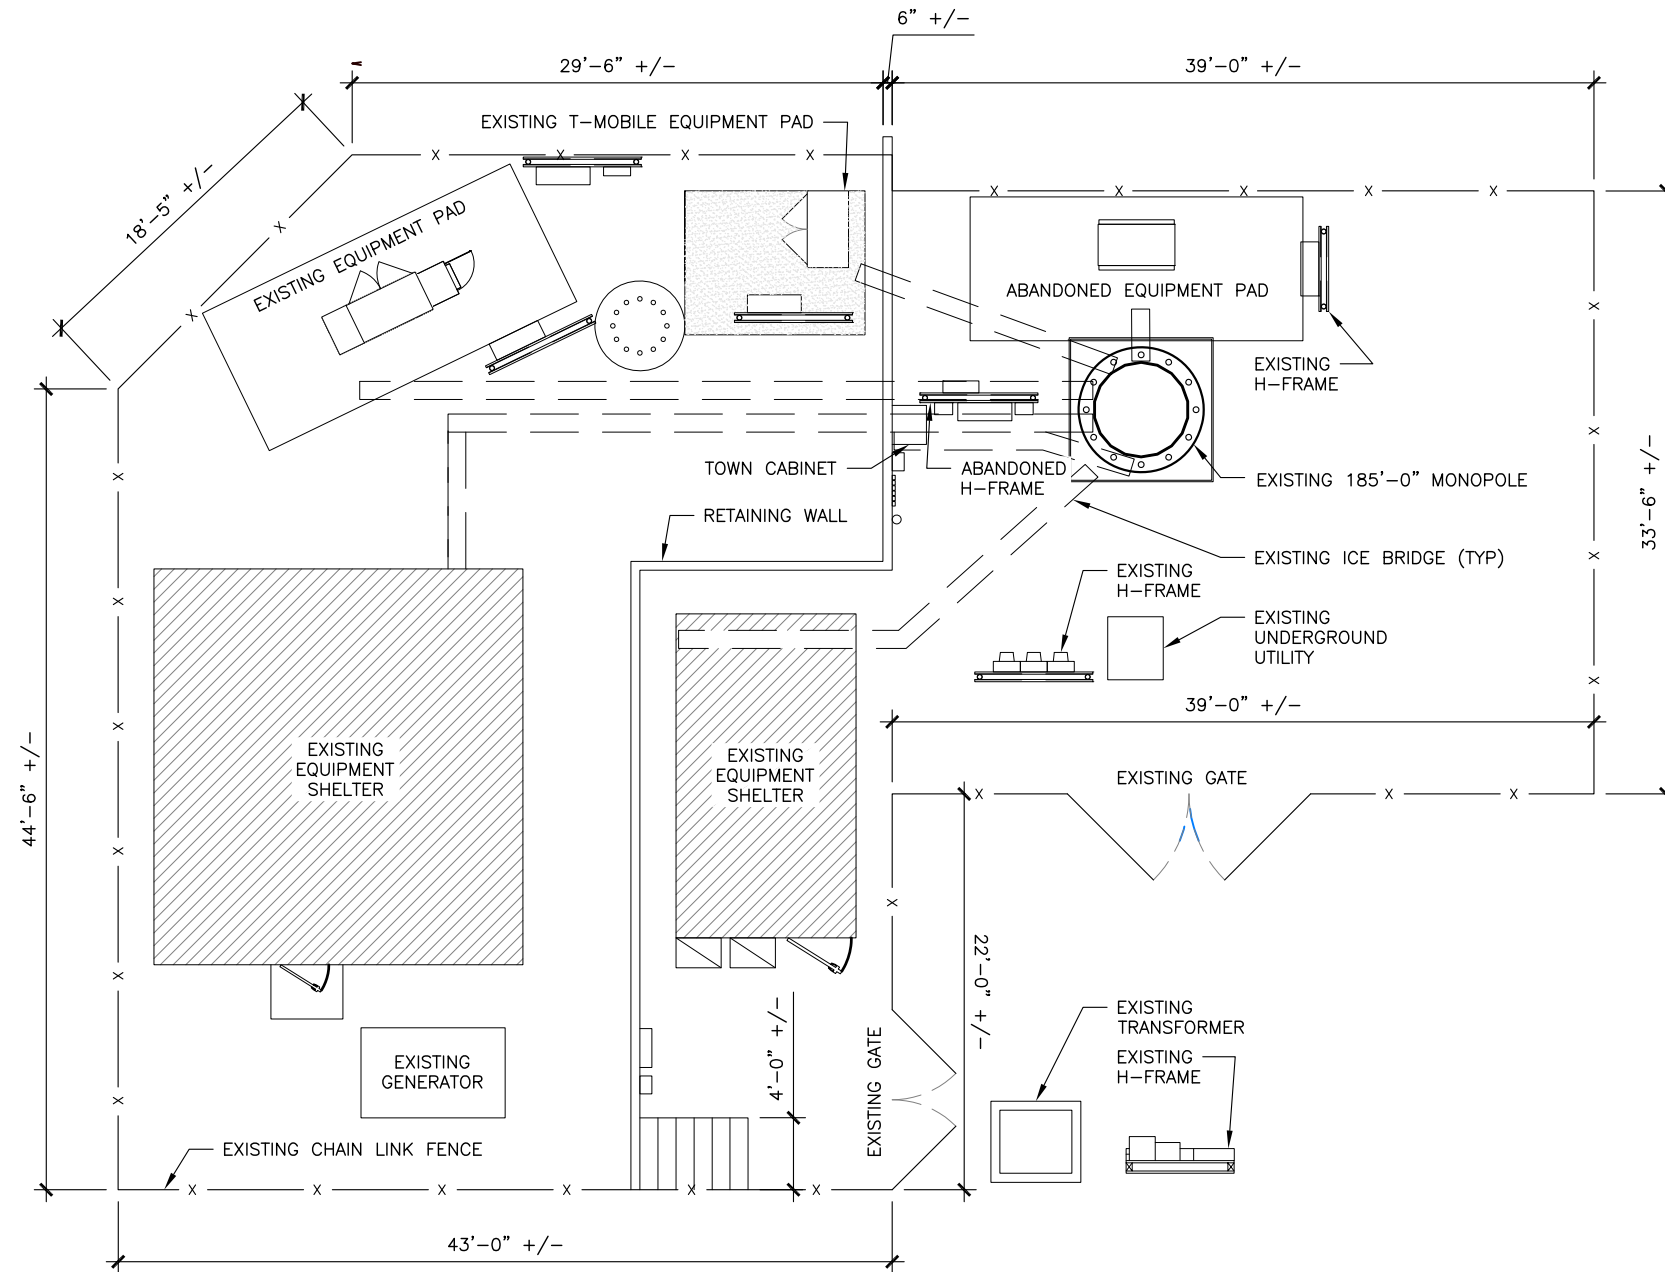 6" +/-
29'-6" +/-
39'-0" +/-
EXISTING T-MOBILE EQUIPMENT PAD
18'-5" +/-
EXISTING EQUIPMENT PAD
ABANDONED EQUIPMENT PAD
EXISTING
H-FRAME
TOWN CABINET
ABANDONED
H-FRAME
EXISTING 185'-0" MONOPOLE
RETAINING WALL
33'-6" +/-
EXISTING ICE BRIDGE (TYP)
EXISTING
H-FRAME
EXISTING
UNDERGROUND
UTILITY
39'-0" +/-
EXISTING
EQUIPMENT
SHELTER
EXISTING
EQUIPMENT
SHELTER
EXISTING GATE
44'-6" +/-
22'-0" +/-
EXISTING
TRANSFORMER
EXISTING
H-FRAME
EXISTING
GENERATOR
4'-0" +/-
EXISTING GATE
EXISTING CHAIN LINK FENCE
43'-0" +/-